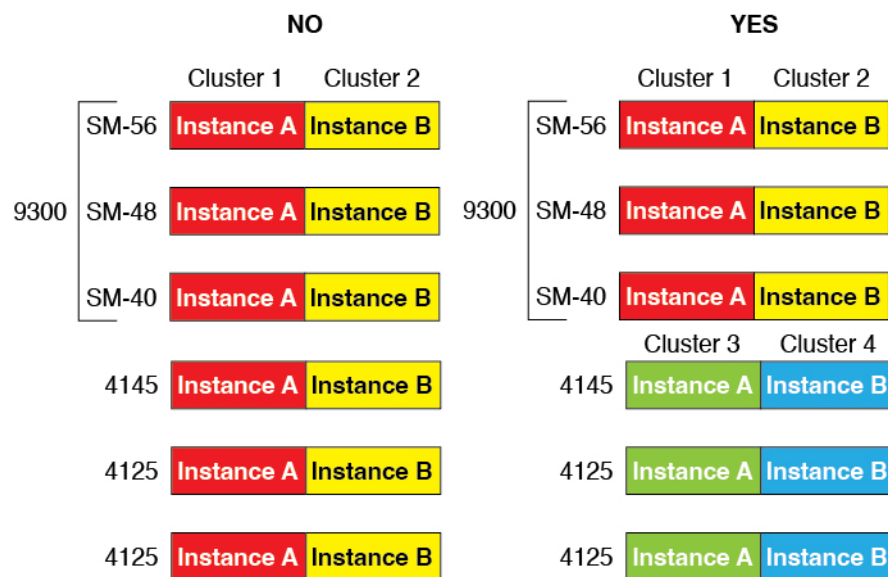 NO YES
Cluster 1 Cluster 2 Cluster 1 Cluster 2
SM-56 Instance A Instance B SM-56 Instance A Instance B
9300 SM-48 Instance A Instance B 9300 SM-48 Instance A Instance B
SM-40 Instance A Instance B SM-40 Instance A Instance B
Cluster 3 Cluster 4
4145 Instance A Instance B 4145 Instance A Instance B
4125 Instance A Instance B 4125 Instance A Instance B
4125 Instance A Instance B 4125 Instance A Instance B